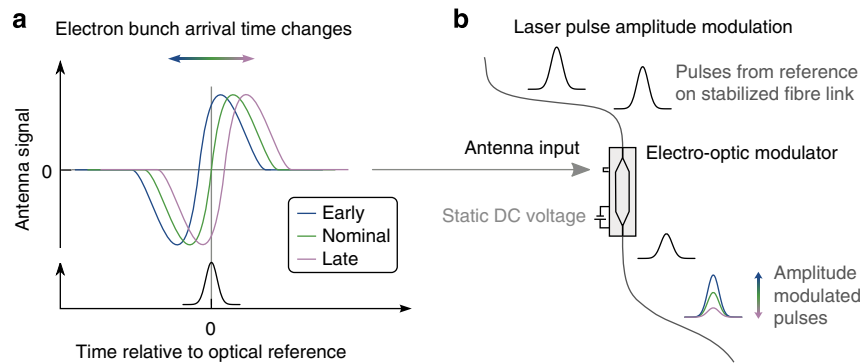 a
Electron bunch arrival time changes
Antenna signal
0
Early
Nominal
Late
0
Time relative to optical reference
b
Laser pulse amplitude modulation
Pulses from reference
on stabilized fibre link
Antenna input
Electro-optic modulator
Static DC voltage
Amplitude
modulated
pulses